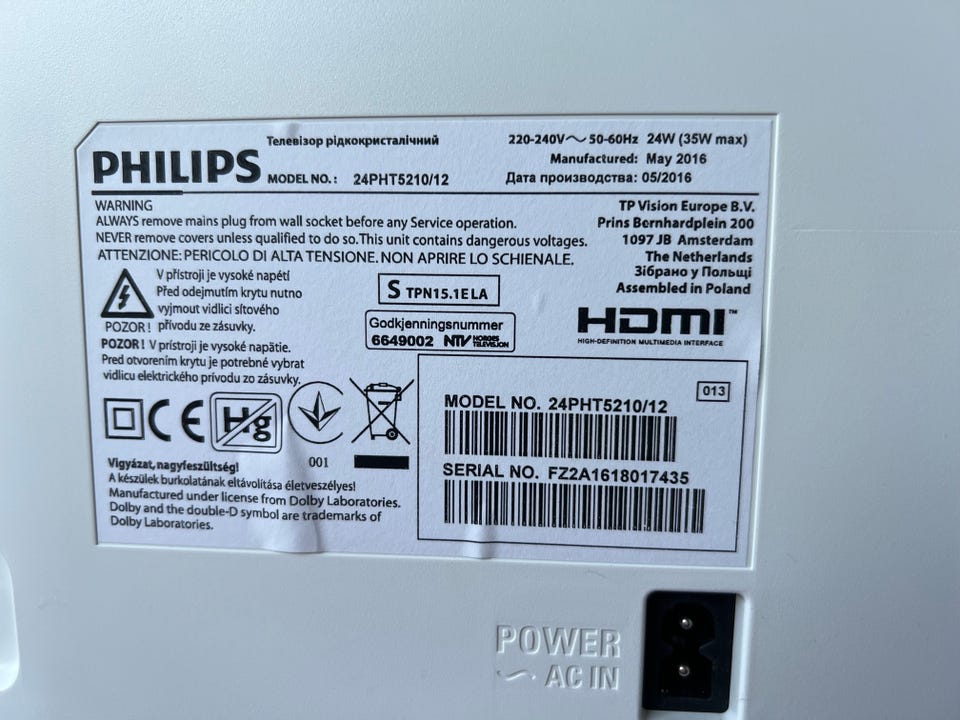 Телевізор рідкокристалічний
PHILIPS
MODEL NO.: 24PHT5210/12
220-240V～50-60Hz 24W (35W max)
Manufactured: May 2016
Дата производства: 05/2016
WARNING
ALWAYS remove mains plug from wall socket before any Service operation.
NEVER remove covers unless qualified to do so.This unit contains dangerous voltages.
ATTENZIONE: PERICOLO DI ALTA TENSIONE. NON APRIRE LO SCHIENALE.
TP Vision Europe B.V.
Prins Bernhardplein 200
1097 JB Amsterdam
The Netherlands
Зібрано у Польщі
Assembled in Poland
V přístroji je vysoké napětí
Před odejmutím krytu nutno
vyjmout vidlici síťového
POZOR! přívodu ze zásuvky.
POZOR! V prístroji je vysoké napätie.
Pred otvorením krytu je potrebné vybrat
vidlicu elektrického prívodu zo zásuvky.
S TPN15.1E LA
Godkjenningsnummer
6649002 NTV NORGES
TELEVISJON
HDMI™
HIGH-DEFINITION MULTIMEDIA INTERFACE
CE
Hg
001
Vigyázat, nagyfeszültség!
A készülek burkolatának eltávolítása életveszélyes!
Manufactured under license from Dolby Laboratories.
Dolby and the double-D symbol are trademarks of
Dolby Laboratories.
013
MODEL NO. 24PHT5210/12
SERIAL NO. FZ2A1618017435
POWER
～ AC IN